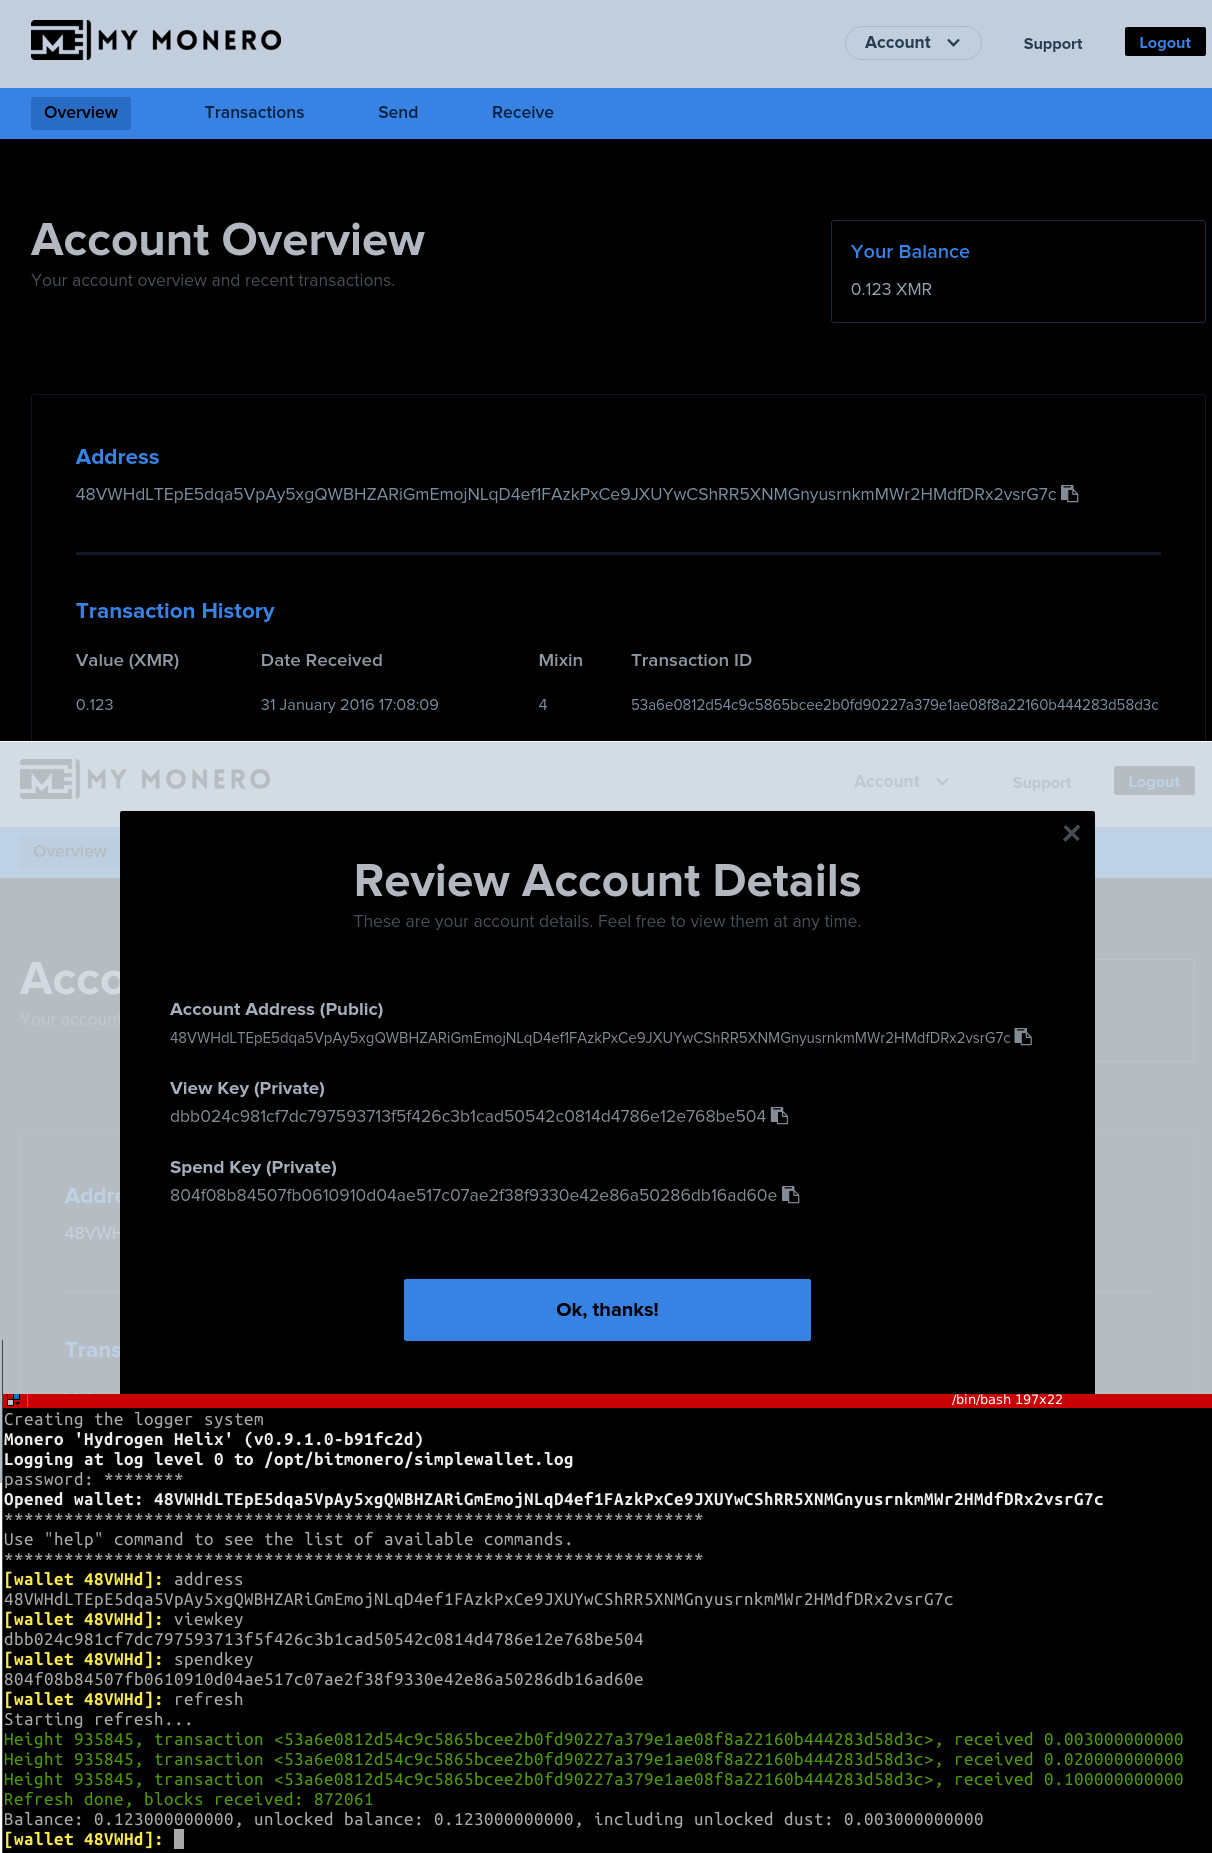 MY MONERO
Account
Support
Logout
Overview
Transactions
Send
Receive
Account Overview
Your account overview and recent transactions.
Your Balance
0.123 XMR
Address
48VWHdLTEpE5dqa5VpAy5xgQWBHZARiGmEmojNLqD4ef1FAzkPxCe9JXUYwCShRR5XNMGnyusrnkmMWr2HMdfDRx2vsrG7c
Transaction History
Value (XMR) Date Received Mixin Transaction ID
0.123 31 January 2016 17:08:09 4 53a6e0812d54c9c5865bcee2b0fd90227a379e1ae08f8a22160b444283d58d3c
MY MONERO
Account
Support
Logout
Overview
Acco
Your account
Addre
48VWH
Trans
Review Account Details
These are your account details. Feel free to view them at any time.
Account Address (Public)
48VWHdLTEpE5dqa5VpAy5xgQWBHZARiGmEmojNLqD4ef1FAzkPxCe9JXUYwCShRR5XNMGnyusrnkmMWr2HMdfDRx2vsrG7c
View Key (Private)
dbb024c981cf7dc797593713f5f426c3b1cad50542c0814d4786e12e768be504
Spend Key (Private)
804f08b84507fb0610910d04ae517c07ae2f38f9330e42e86a50286db16ad60e
Ok, thanks!
/bin/bash 197x22
Creating the logger system
Monero 'Hydrogen Helix' (v0.9.1.0-b91fc2d)
Logging at log level 0 to /opt/bitmonero/simplewallet.log
password: ********
Opened wallet: 48VWHdLTEpE5dqa5VpAy5xgQWBHZARiGmEmojNLqD4ef1FAzkPxCe9JXUYwCShRR5XNMGnyusrnkmMWr2HMdfDRx2vsrG7c
**********************************************************************
Use "help" command to see the list of available commands.
**********************************************************************
[wallet 48VWHd]: address
48VWHdLTEpE5dqa5VpAy5xgQWBHZARiGmEmojNLqD4ef1FAzkPxCe9JXUYwCShRR5XNMGnyusrnkmMWr2HMdfDRx2vsrG7c
[wallet 48VWHd]: viewkey
dbb024c981cf7dc797593713f5f426c3b1cad50542c0814d4786e12e768be504
[wallet 48VWHd]: spendkey
804f08b84507fb0610910d04ae517c07ae2f38f9330e42e86a50286db16ad60e
[wallet 48VWHd]: refresh
Starting refresh...
Height 935845, transaction <53a6e0812d54c9c5865bcee2b0fd90227a379e1ae08f8a22160b444283d58d3c>, received 0.003000000000
Height 935845, transaction <53a6e0812d54c9c5865bcee2b0fd90227a379e1ae08f8a22160b444283d58d3c>, received 0.020000000000
Height 935845, transaction <53a6e0812d54c9c5865bcee2b0fd90227a379e1ae08f8a22160b444283d58d3c>, received 0.100000000000
Refresh done, blocks received: 872061
Balance: 0.123000000000, unlocked balance: 0.123000000000, including unlocked dust: 0.003000000000
[wallet 48VWHd]: